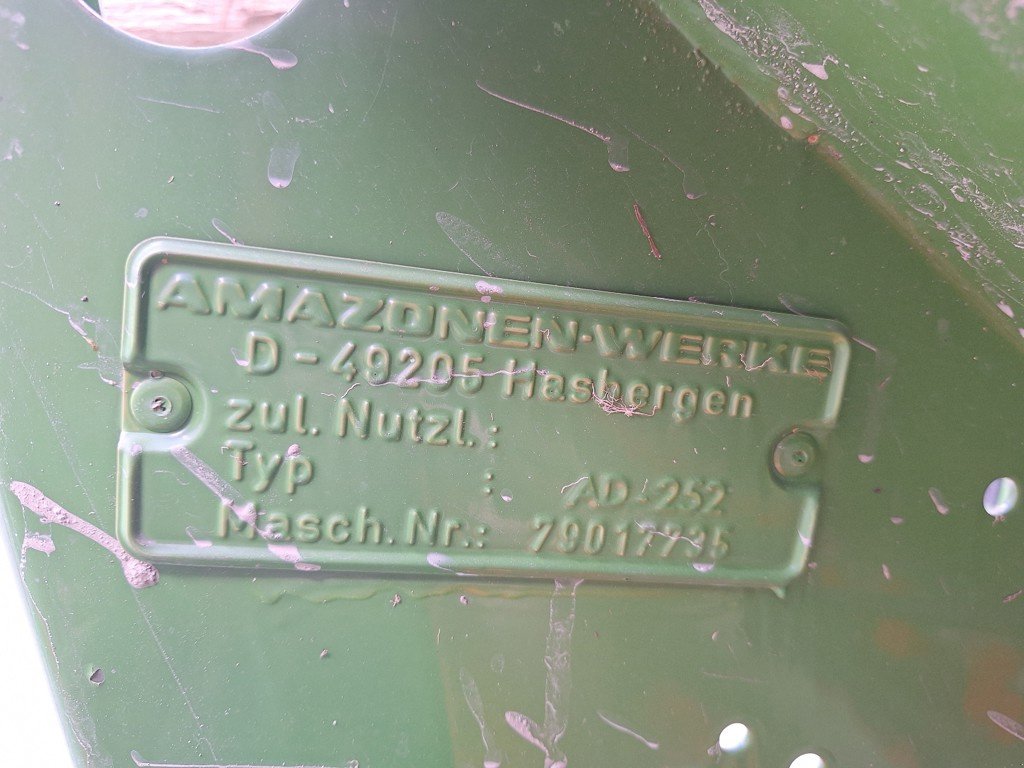 AMAZONEN-WERKE
D-49205 Hasbergen
zul. Nutzl.:
Typ : AD-252
Masch. Nr.: 79017735